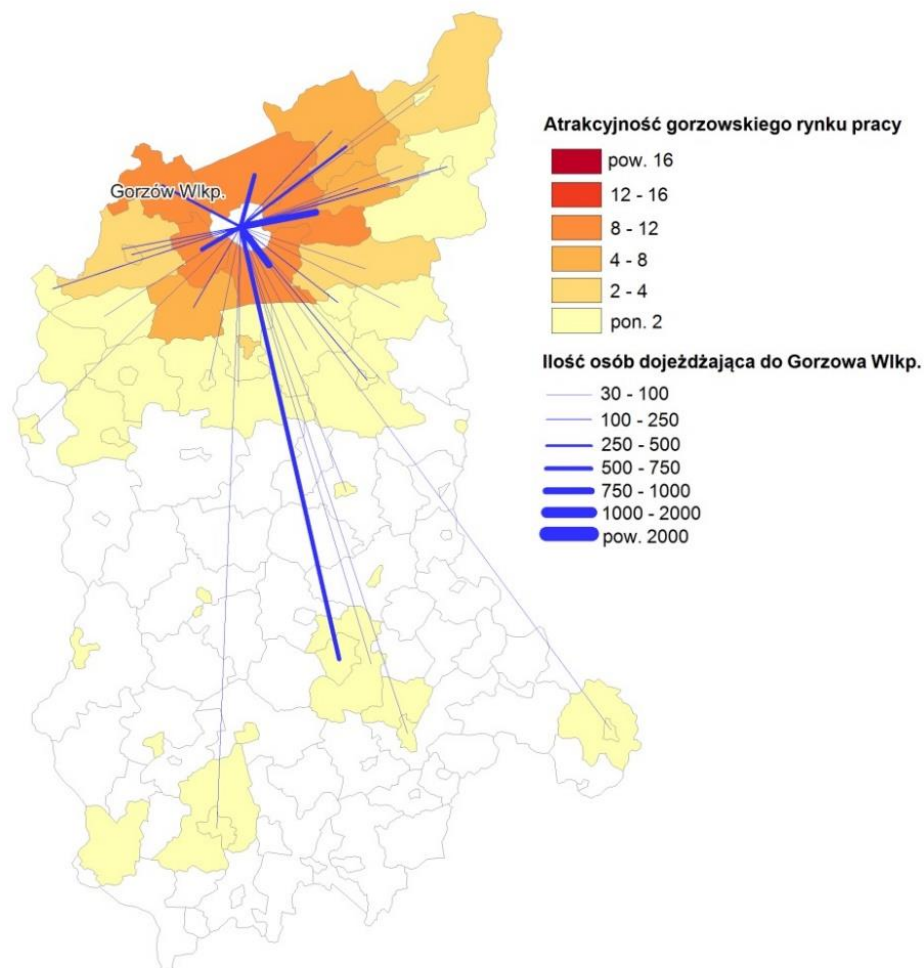 Gorzów Wlkp.
Atrakcyjność gorzowskiego rynku pracy
pow. 16
12 - 16
8 - 12
4 - 8
2 - 4
pon. 2
Ilość osób dojeżdżająca do Gorzowa Wlkp.
30 - 100
100 - 250
250 - 500
500 - 750
750 - 1000
1000 - 2000
pow. 2000